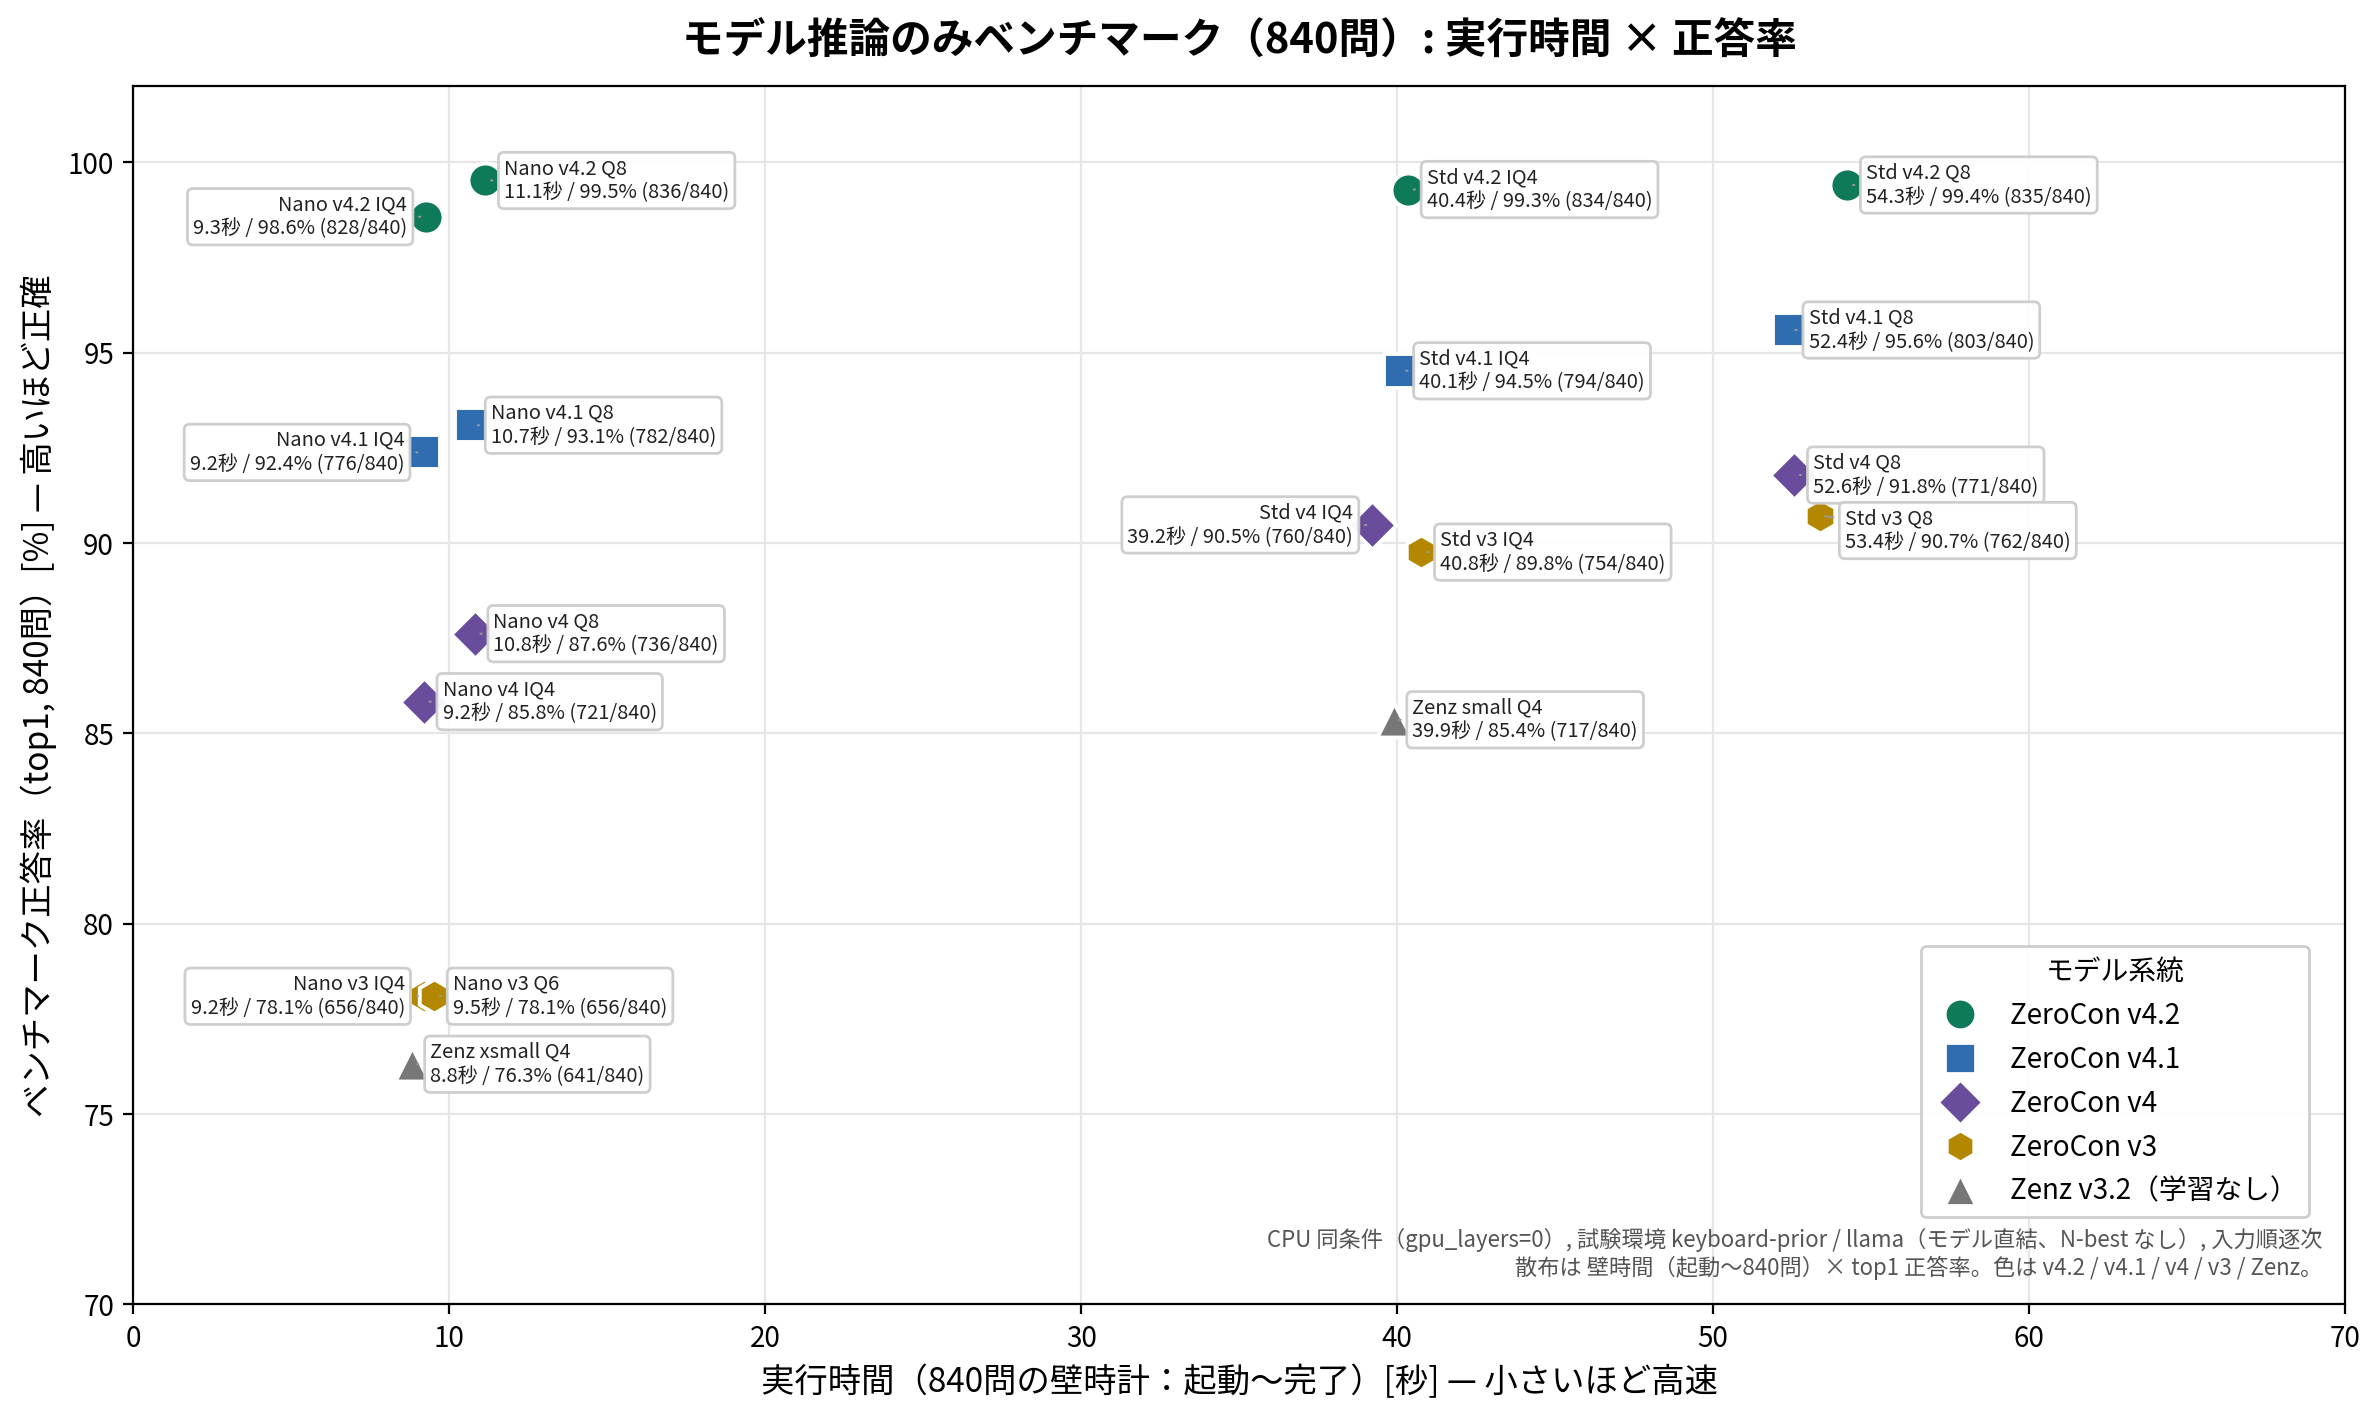 モデル推論のみベンチマーク（840問）: 実行時間 × 正答率
ベンチマーク正答率（top1, 840問）[%] — 高いほど正確
100
95
90
85
80
75
70
Nano v4.2 Q8
11.1秒 / 99.5% (836/840)
Nano v4.2 IQ4
9.3秒 / 98.6% (828/840)
Std v4.2 IQ4
40.4秒 / 99.3% (834/840)
Std v4.2 Q8
54.3秒 / 99.4% (835/840)
Std v4.1 Q8
52.4秒 / 95.6% (803/840)
Std v4.1 IQ4
40.1秒 / 94.5% (794/840)
Nano v4.1 Q8
10.7秒 / 93.1% (782/840)
Nano v4.1 IQ4
9.2秒 / 92.4% (776/840)
Std v4 Q8
52.6秒 / 91.8% (771/840)
Std v3 Q8
53.4秒 / 90.7% (762/840)
Std v4 IQ4
39.2秒 / 90.5% (760/840)
Std v3 IQ4
40.8秒 / 89.8% (754/840)
Nano v4 Q8
10.8秒 / 87.6% (736/840)
Nano v4 IQ4
9.2秒 / 85.8% (721/840)
Zenz small Q4
39.9秒 / 85.4% (717/840)
Nano v3 IQ4
9.2秒 / 78.1% (656/840)
Nano v3 Q6
9.5秒 / 78.1% (656/840)
Zenz xsmall Q4
8.8秒 / 76.3% (641/840)
モデル系統
ZeroCon v4.2
ZeroCon v4.1
ZeroCon v4
ZeroCon v3
Zenz v3.2（学習なし）
CPU 同条件（gpu_layers=0）, 試験環境 keyboard-prior / llama（モデル直結、N-best なし）, 入力順逐次
散布は 壁時間（起動〜840問）× top1 正答率。色は v4.2 / v4.1 / v4 / v3 / Zenz。
0 10 20 30 40 50 60 70
実行時間（840問の壁時計：起動〜完了）[秒] — 小さいほど高速